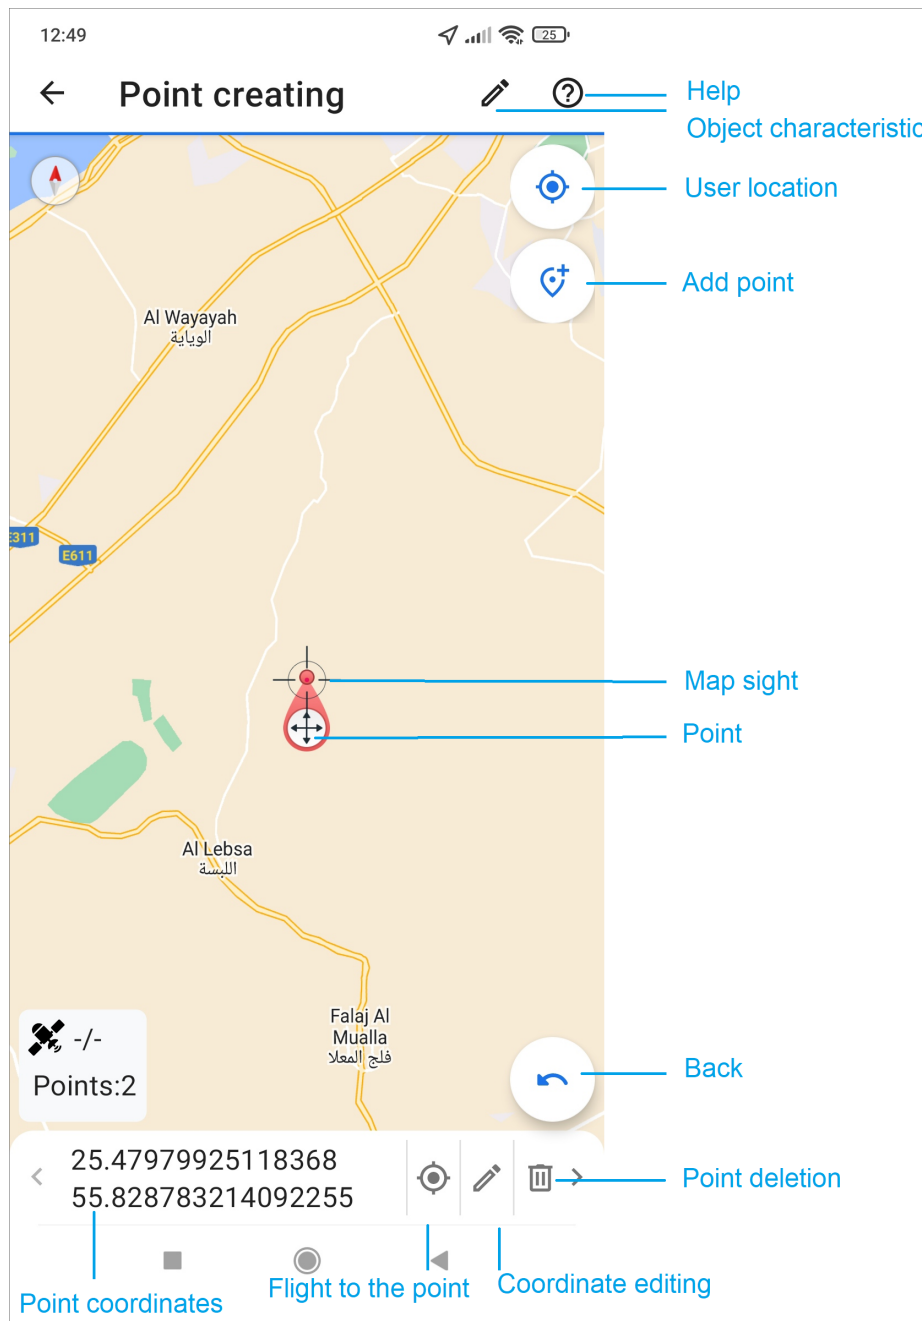 12:49
25
Point creating
Help
Object characteristic
User location
Add point
Al Wayayah
الوياية
E311
E611
Map sight
Point
Al Lebsa
اللبسة
Falaj Al
Mualla
فلج المعلا
-/-
Points:2
Back
25.47979925118368
55.828783214092255
Point deletion
Flight to the point
Coordinate editing
Point coordinates